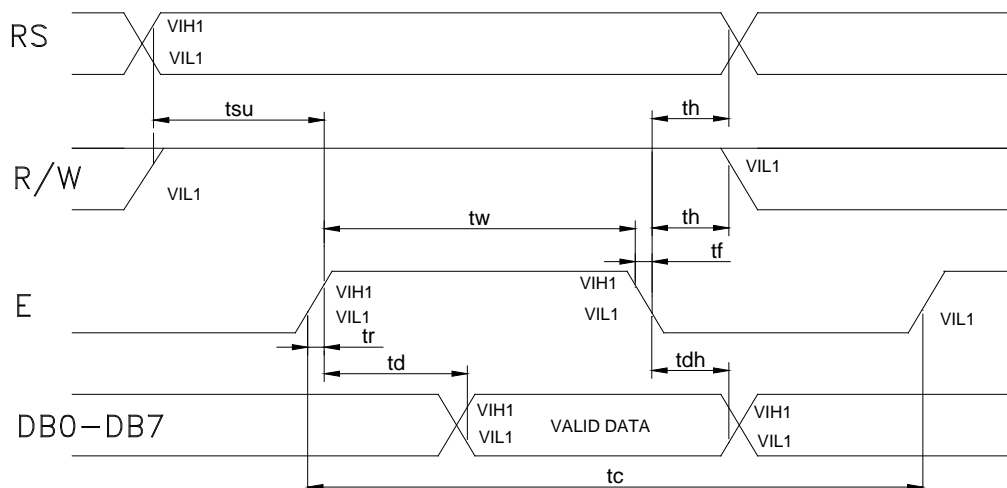 RS
VIH1
VIL1
tsu
th
R/W
VIL1
VIL1
tw
th
tf
E
VIH1
VIL1
VIH1
VIL1
VIL1
tr
td
tdh
DB0-DB7
VIH1
VIL1
VALID DATA
VIH1
VIL1
tc